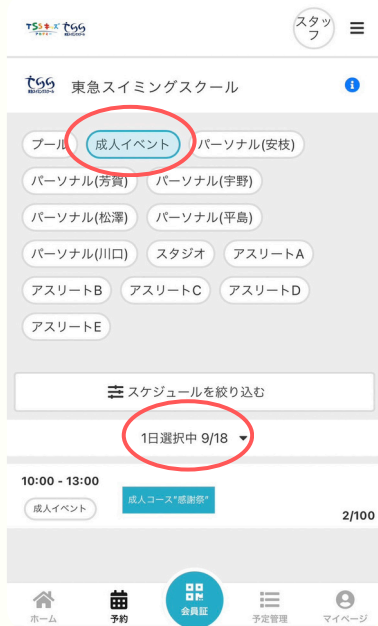 TSSキッズ TSS
スタッフ
TSS 東急スイミングスクール
プール 成人イベント パーソナル(安枝)
パーソナル(芳賀) パーソナル(宇野)
パーソナル(松澤) パーソナル(平島)
パーソナル(川口) スタジオ アスリートA
アスリートB アスリートC アスリートD
アスリートE
スケジュールを絞り込む
1日選択中 9/18
10:00 - 13:00
成人コース"感謝祭"
成人イベント
2/100
会員証
ホーム 予約 予定管理 マイページ